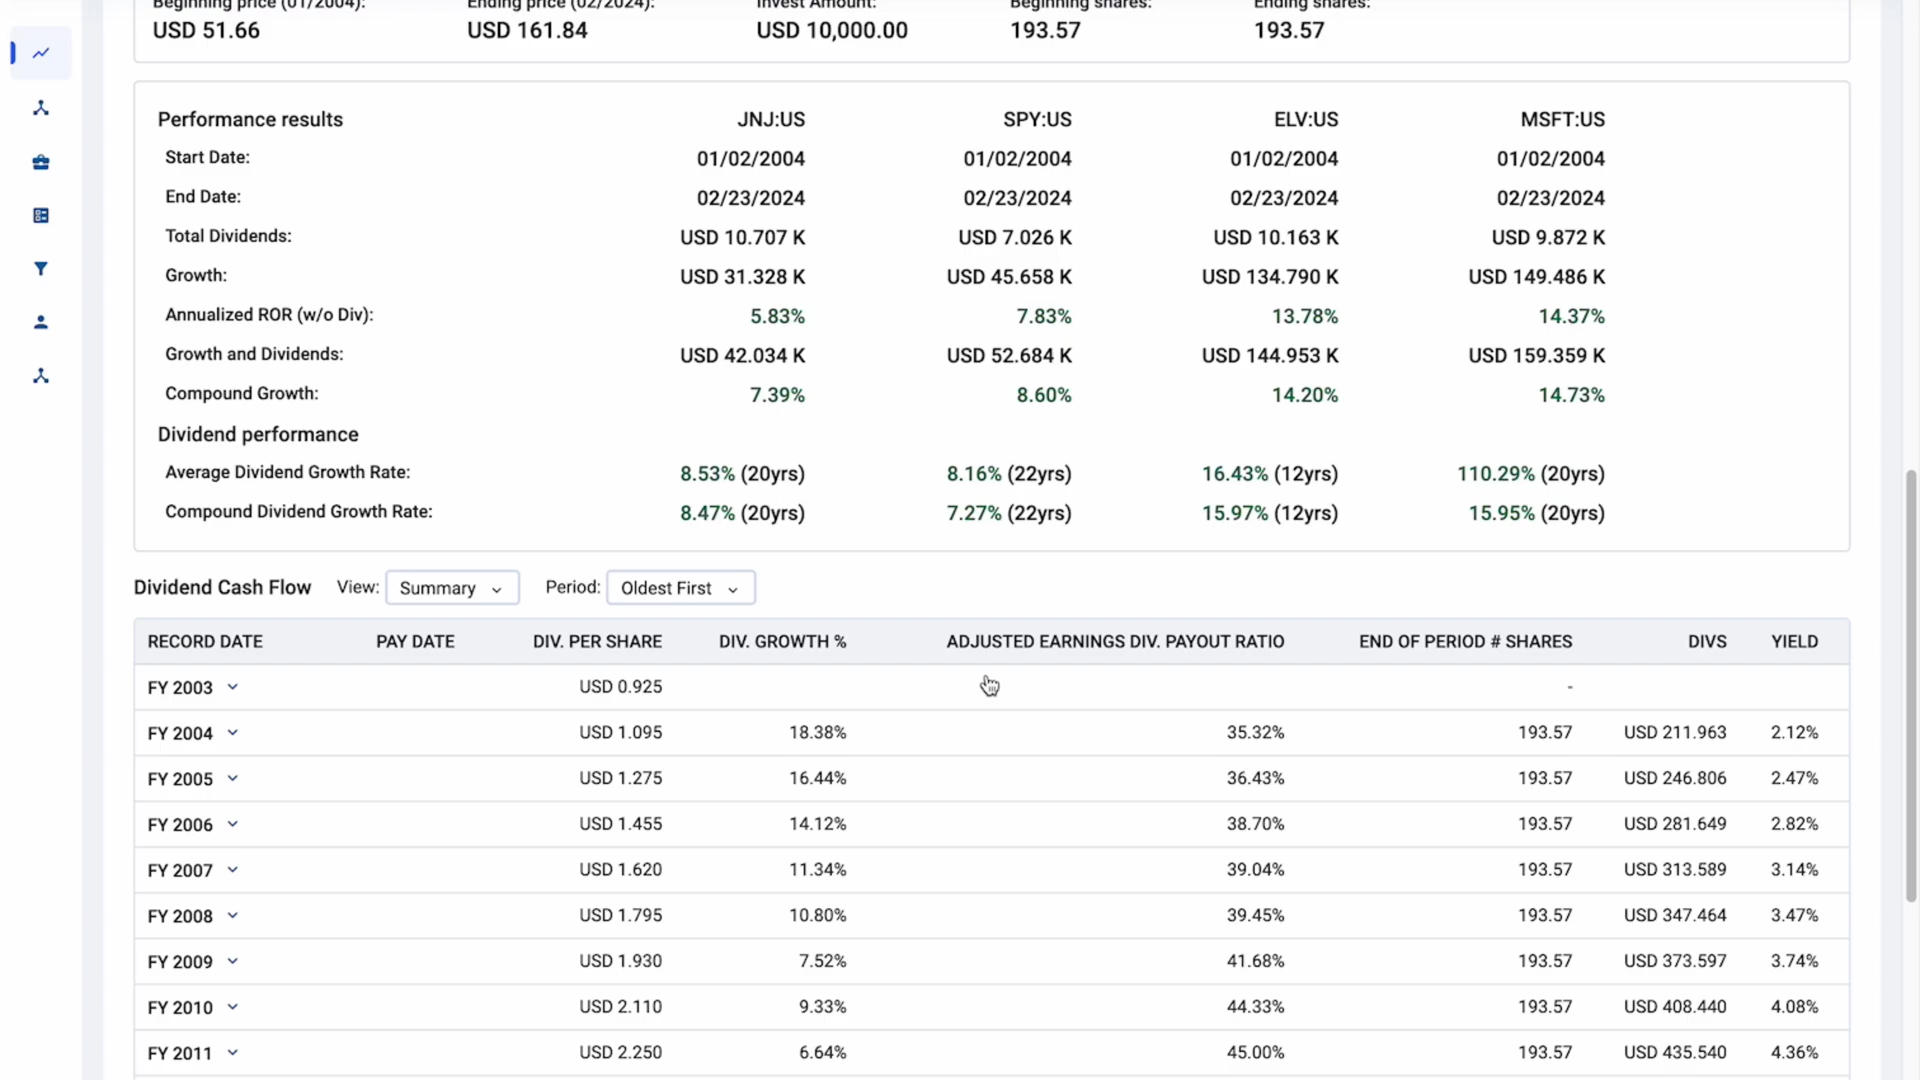 Beginning price (01/2004): Ending price (02/2024): Invest Amount: Beginning shares: Ending shares:
USD 51.66 USD 161.84 USD 10,000.00 193.57 193.57
Performance results JNJ:US SPY:US ELV:US MSFT:US
Start Date: 01/02/2004 01/02/2004 01/02/2004 01/02/2004
End Date: 02/23/2024 02/23/2024 02/23/2024 02/23/2024
Total Dividends: USD 10.707 K USD 7.026 K USD 10.163 K USD 9.872 K
Growth: USD 31.328 K USD 45.658 K USD 134.790 K USD 149.486 K
Annualized ROR (w/o Div): 5.83% 7.83% 13.78% 14.37%
Growth and Dividends: USD 42.034 K USD 52.684 K USD 144.953 K USD 159.359 K
Compound Growth: 7.39% 8.60% 14.20% 14.73%
Dividend performance
Average Dividend Growth Rate: 8.53% (20yrs) 8.16% (22yrs) 16.43% (12yrs) 110.29% (20yrs)
Compound Dividend Growth Rate: 8.47% (20yrs) 7.27% (22yrs) 15.97% (12yrs) 15.95% (20yrs)
Dividend Cash Flow View: Summary Period: Oldest First
RECORD DATE PAY DATE DIV. PER SHARE DIV. GROWTH % ADJUSTED EARNINGS DIV. PAYOUT RATIO END OF PERIOD # SHARES DIVS YIELD
FY 2003 USD 0.925 -
FY 2004 USD 1.095 18.38% 35.32% 193.57 USD 211.963 2.12%
FY 2005 USD 1.275 16.44% 36.43% 193.57 USD 246.806 2.47%
FY 2006 USD 1.455 14.12% 38.70% 193.57 USD 281.649 2.82%
FY 2007 USD 1.620 11.34% 39.04% 193.57 USD 313.589 3.14%
FY 2008 USD 1.795 10.80% 39.45% 193.57 USD 347.464 3.47%
FY 2009 USD 1.930 7.52% 41.68% 193.57 USD 373.597 3.74%
FY 2010 USD 2.110 9.33% 44.33% 193.57 USD 408.440 4.08%
FY 2011 USD 2.250 6.64% 45.00% 193.57 USD 435.540 4.36%